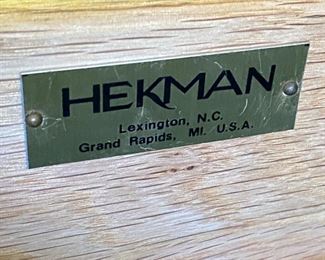 HEKMAN
Lexington, N.C.
Grand Rapids, MI. U.S.A.